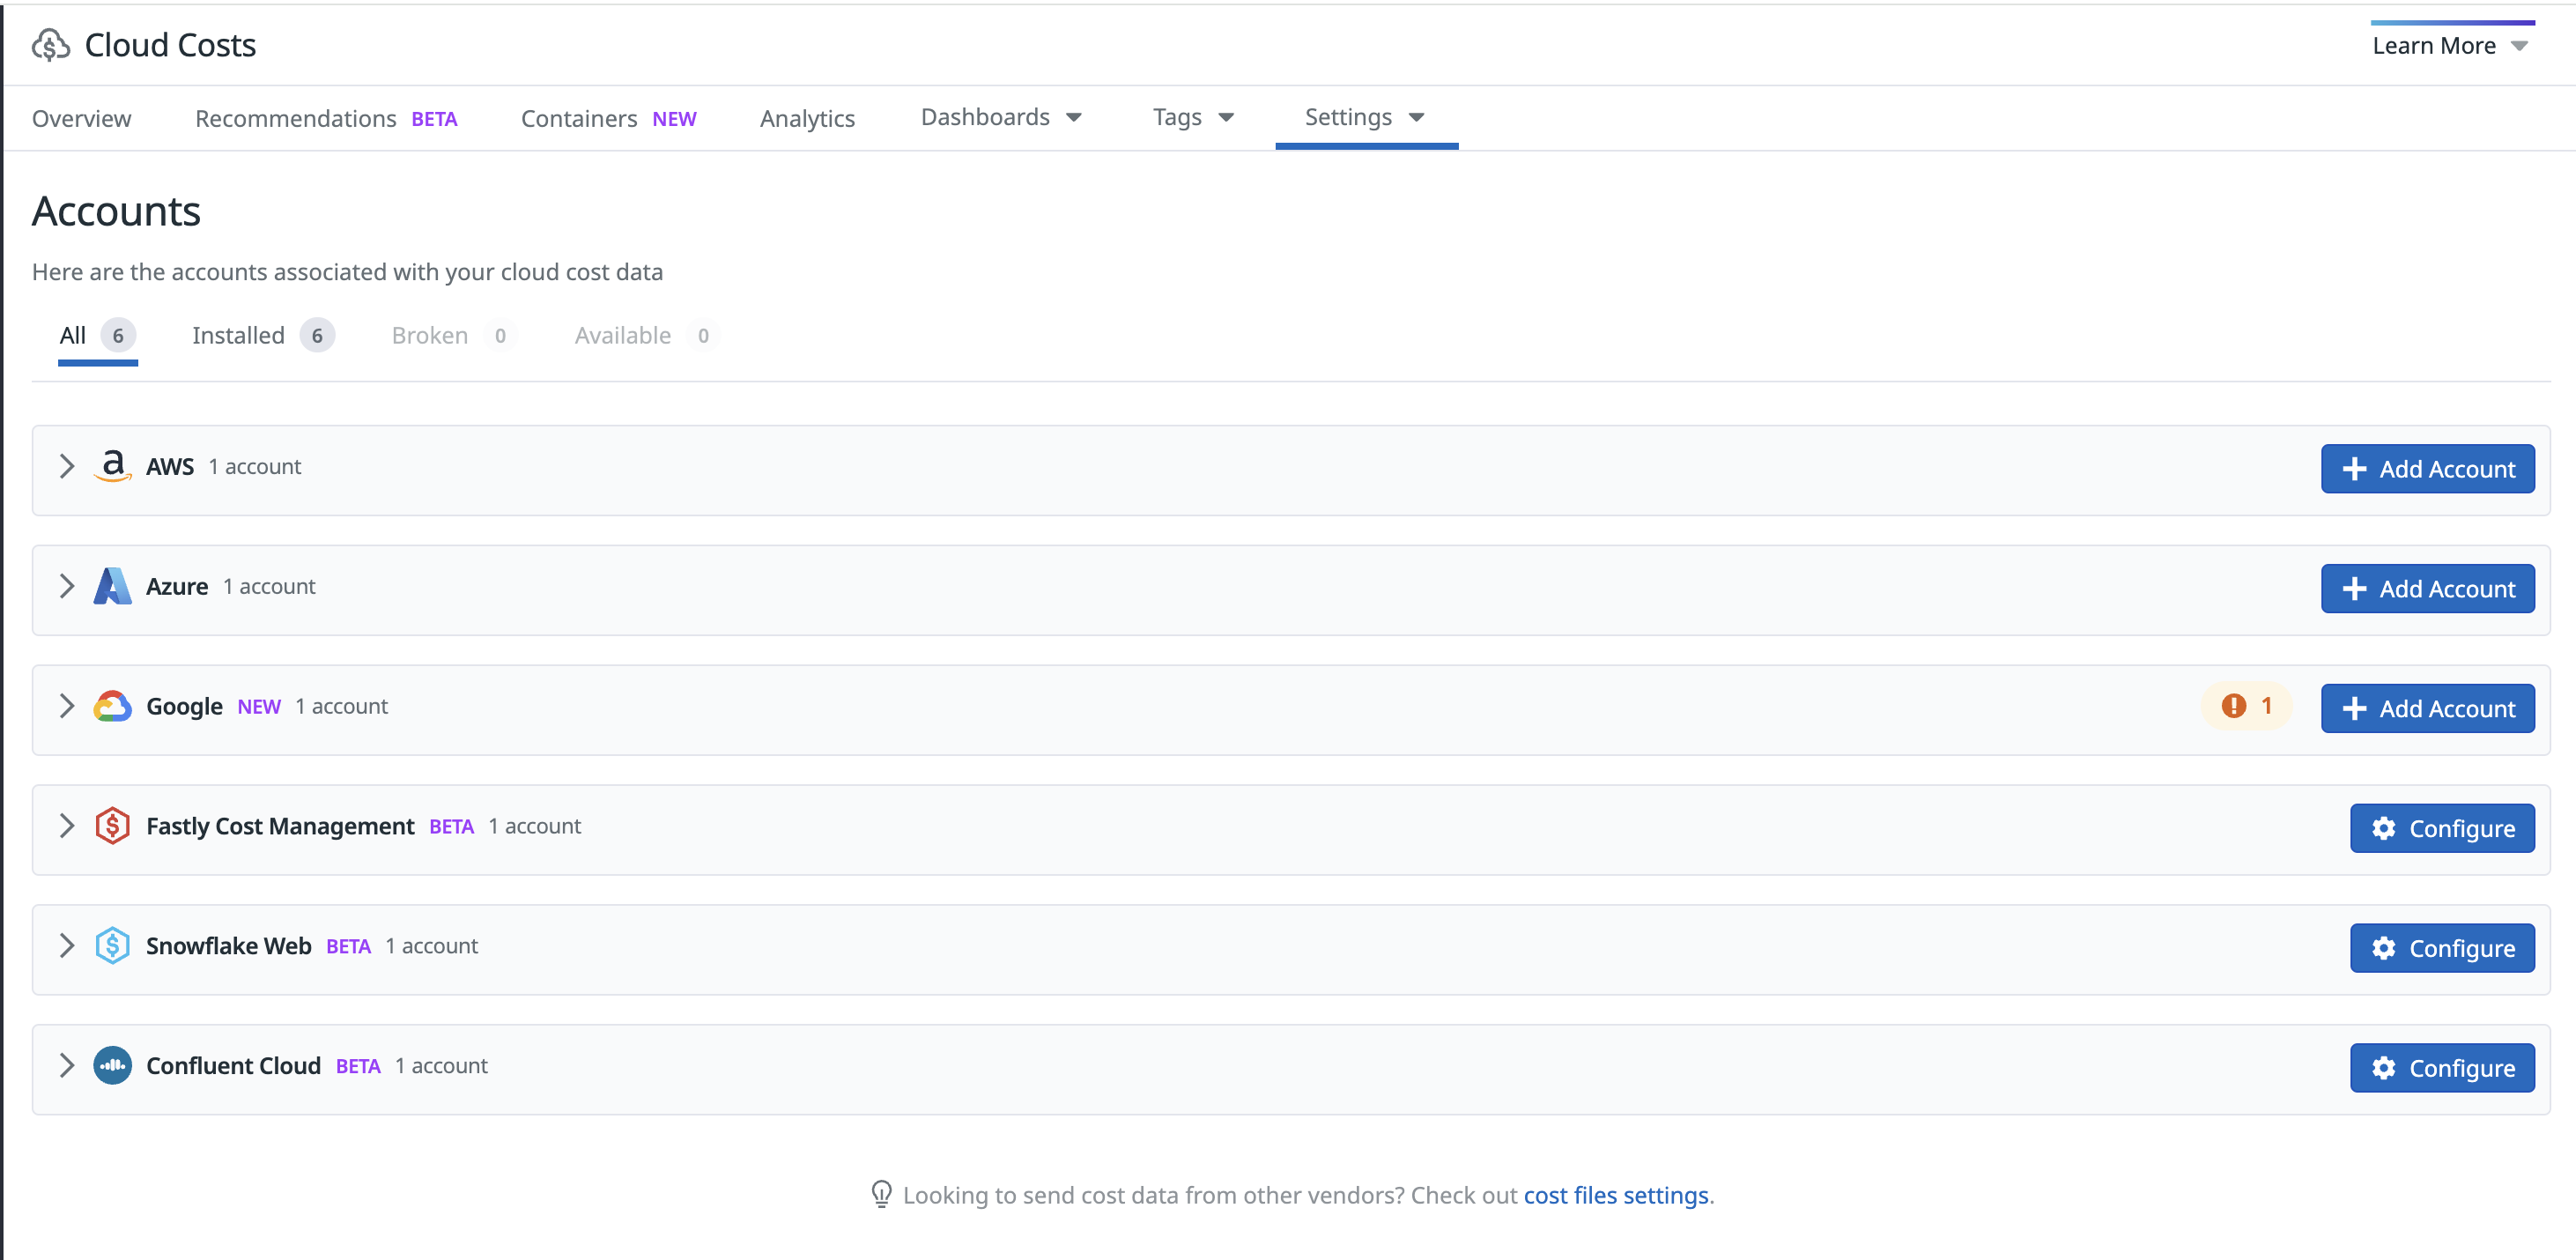 Cloud Costs
Learn More
Overview Recommendations BETA Containers NEW Analytics Dashboards Tags Settings
Accounts
Here are the accounts associated with your cloud cost data
All 6 Installed 6 Broken 0 Available 0
AWS 1 account
Add Account
Azure 1 account
Add Account
Google NEW 1 account
1
Add Account
Fastly Cost Management BETA 1 account
Configure
Snowflake Web BETA 1 account
Configure
Confluent Cloud BETA 1 account
Configure
Looking to send cost data from other vendors? Check out cost files settings.